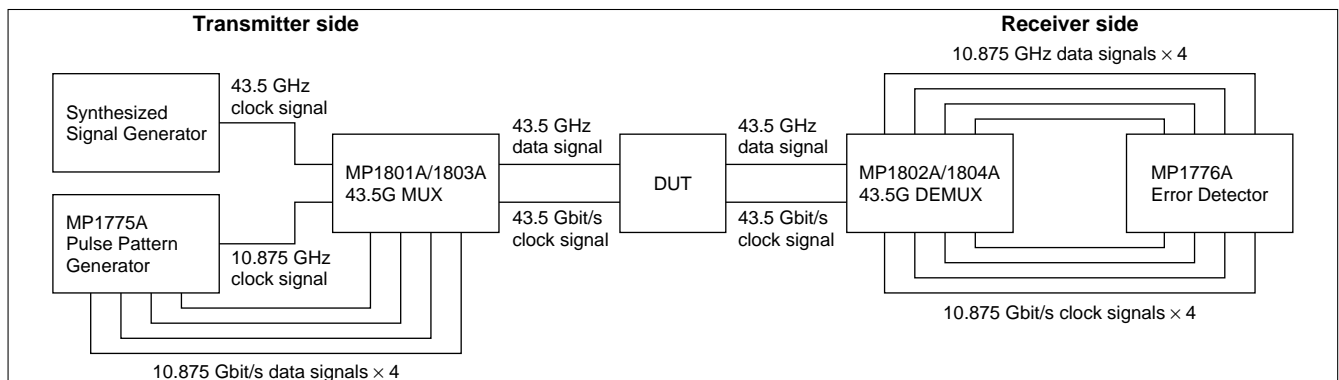 Transmitter side
Receiver side
10.875 GHz data signals × 4
Synthesized
Signal Generator
43.5 GHz
clock signal
MP1801A/1803A
43.5G MUX
43.5 GHz
data signal
DUT
43.5 GHz
data signal
MP1802A/1804A
43.5G DEMUX
MP1776A
Error Detector
MP1775A
Pulse Pattern
Generator
10.875 GHz
clock signal
43.5 Gbit/s
clock signal
43.5 Gbit/s
clock signal
10.875 Gbit/s clock signals × 4
10.875 Gbit/s data signals × 4